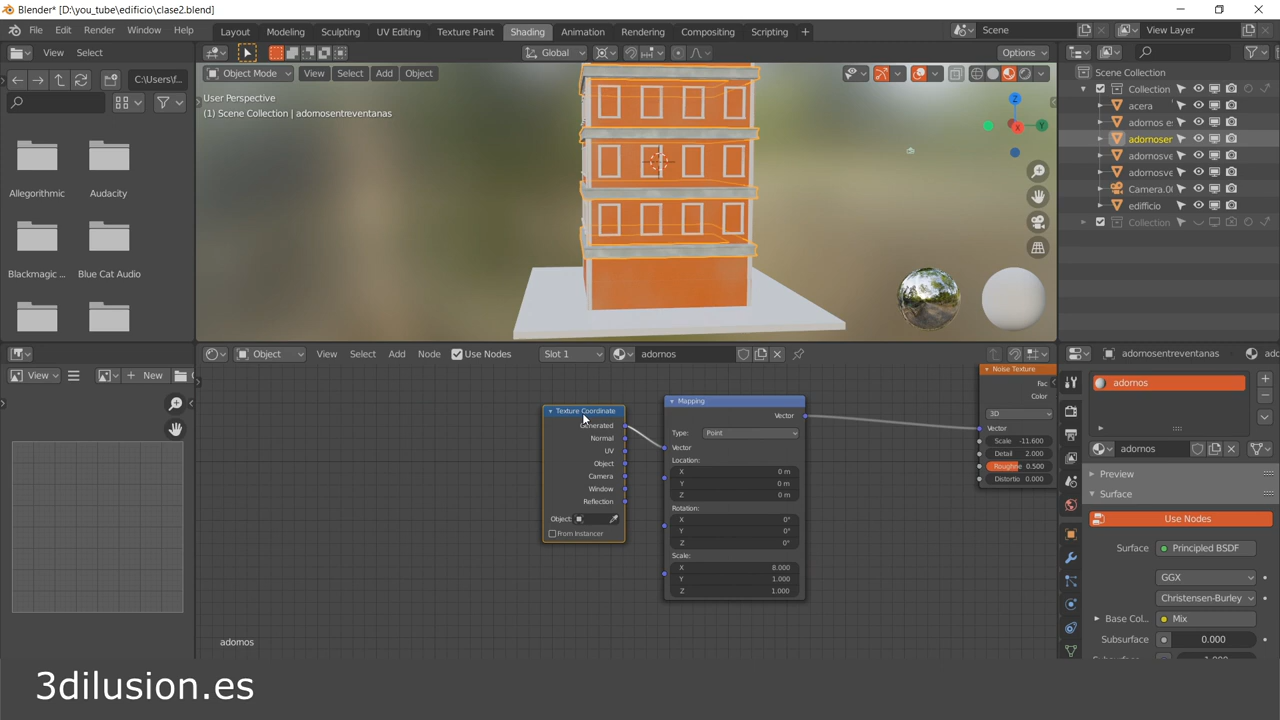 Blender* [D:\you_tube\edificio\clase2.blend]
File Edit Render Window Help
Layout Modeling Sculpting UV Editing Texture Paint Shading Animation Rendering Compositing Scripting +
Scene
View Layer
View Select
Global
Options
C:\Users\f...
Object Mode View Select Add Object
User Perspective
(1) Scene Collection | adornosentreventanas
Allegorithmic
Audacity
Blackmagic ...
Blue Cat Audio
Scene Collection
Collection
acera
adornos e
adornoser
adornosve
adornosve
Camera.0
edifficio
Collection
Object View Select Add Node Use Nodes Slot 1 adornos
View
New
Texture Coordinate
Generated
Normal
UV
Object
Camera
Window
Reflection
Object:
From Instancer
Mapping
Vector
Type: Point
Vector
Location:
X 0 m
Y 0 m
Z 0 m
Rotation:
X 0°
Y 0°
Z 0°
Scale:
X 8.000
Y 1.000
Z 1.000
Noise Texture
Fac
Color
3D
Vector
Scale -11.600
Detail 2.000
Roughne 0.500
Distortio 0.000
adornos
adornosentreventanas
adornos
adornos
Preview
Surface
Use Nodes
Surface Principled BSDF
GGX
Christensen-Burley
Base Col... Mix
Subsurface 0.000
3dilusion.es